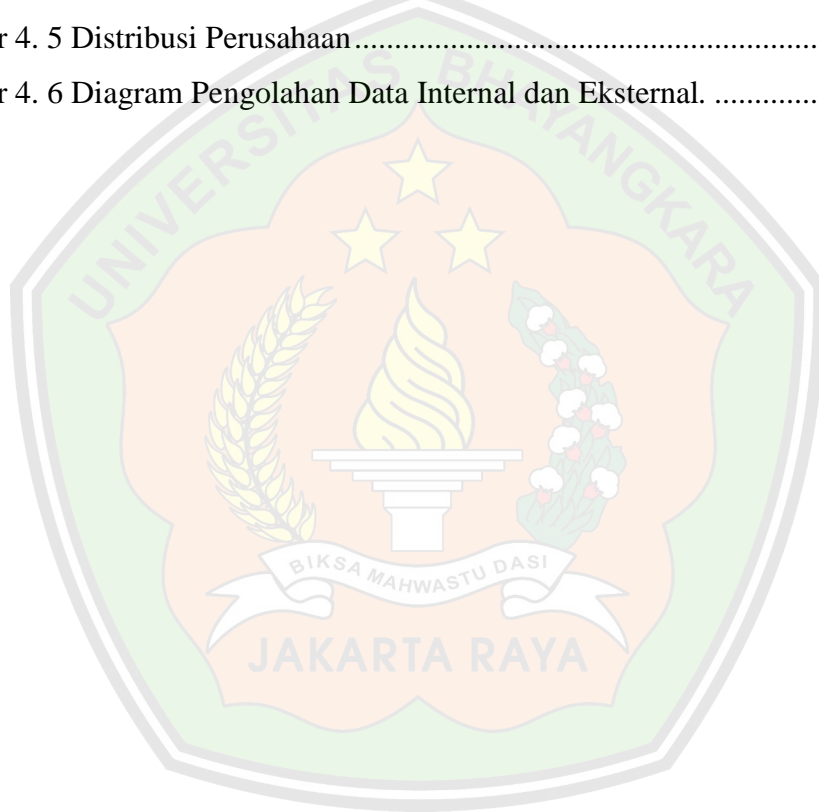 r 4. 5 Distribusi Perusahaan.......................................................
r 4. 6 Diagram Pengolahan Data Internal dan Eksternal. .............
UNIVERSITAS BHAYANGKARA
BIKSA MAHWASTU DASI
JAKARTA RAYA